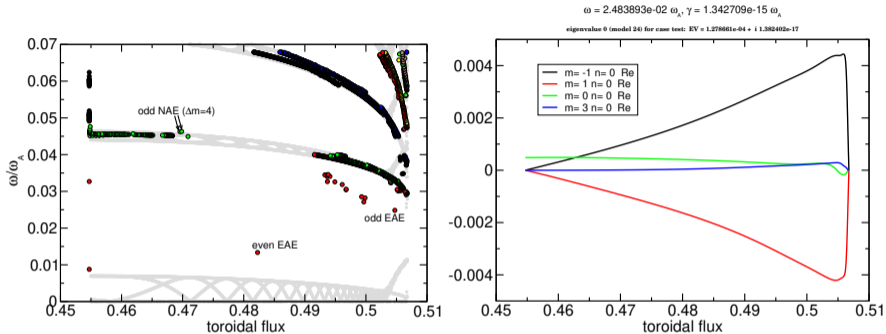 0.07
0.06
0.05
0.04
0.03
0.02
0.01
0
ω/ω_A
odd NAE (Δm=4)
odd EAE
even EAE
0.45 0.46 0.47 0.48 0.49 0.5 0.51
toroidal flux
ω = 2.483893e-02 ω_A, γ = 1.342709e-15 ω_A
eigenvalue 0 (model 24) for case test: EV = 1.278661e-04 + i 1.382402e-17
0.004
0.002
0
-0.002
-0.004
m= -1 n= 0 Re
m= 1 n= 0 Re
m= 0 n= 0 Re
m= 3 n= 0 Re
0.45 0.46 0.47 0.48 0.49 0.5 0.51
toroidal flux